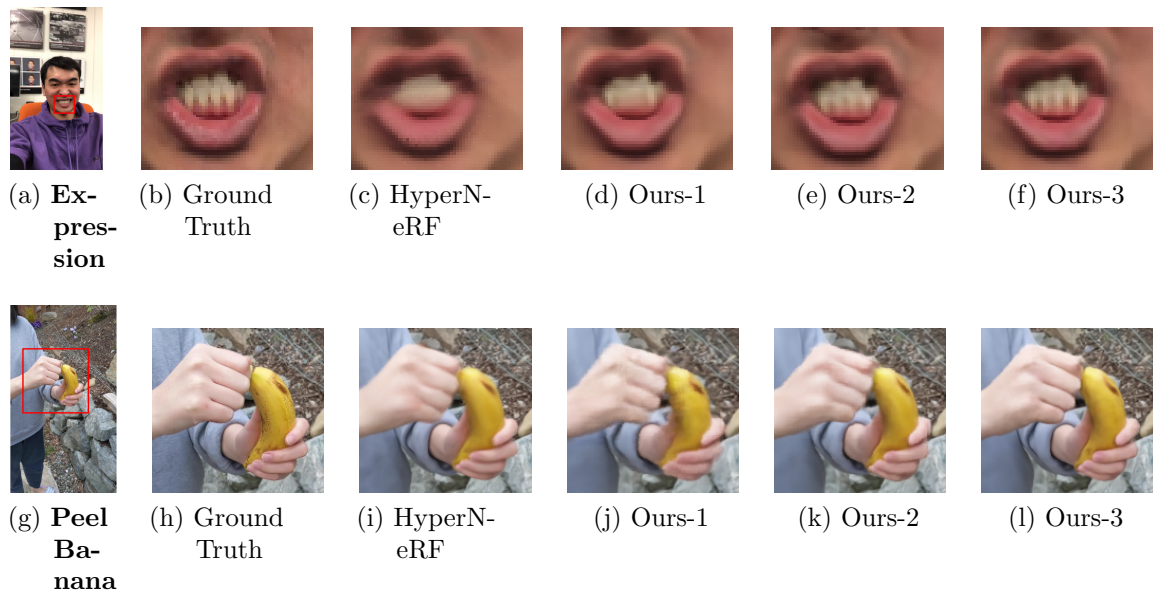 (a) Ex-
pres-
sion
(b) Ground
Truth
(c) HyperN-
eRF
(d) Ours-1
(e) Ours-2
(f) Ours-3
(g) Peel
Ba-
nana
(h) Ground
Truth
(i) HyperN-
eRF
(j) Ours-1
(k) Ours-2
(l) Ours-3